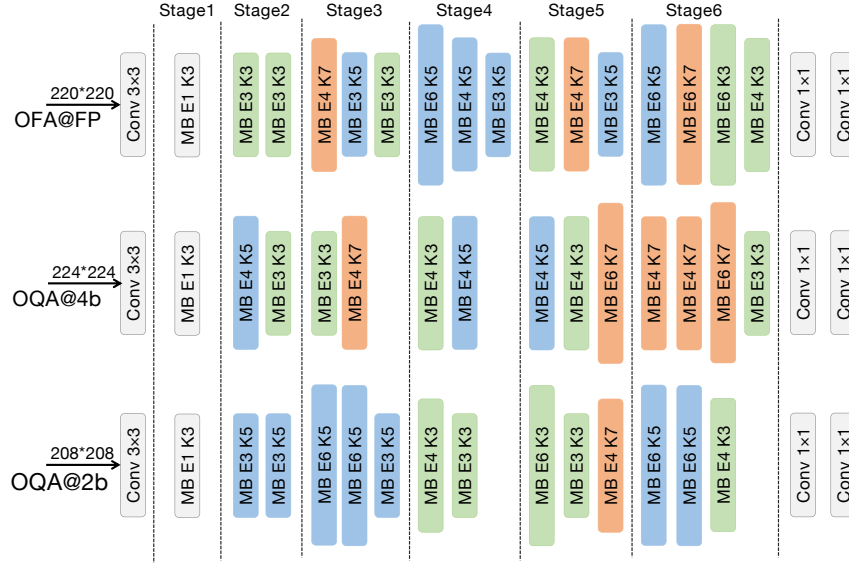 Stage1 Stage2 Stage3 Stage4 Stage5 Stage6
220*220
OFA@FP
Conv 3×3
MB E1 K3
MB E3 K3
MB E3 K3
MB E4 K7
MB E3 K5
MB E3 K3
MB E6 K5
MB E4 K5
MB E3 K5
MB E4 K3
MB E4 K7
MB E3 K5
MB E6 K5
MB E6 K7
MB E6 K3
MB E4 K3
Conv 1×1
Conv 1×1
224*224
OQA@4b
Conv 3×3
MB E1 K3
MB E4 K5
MB E3 K3
MB E3 K3
MB E4 K7
MB E4 K3
MB E4 K5
MB E4 K5
MB E4 K3
MB E6 K7
MB E4 K7
MB E4 K7
MB E6 K7
MB E3 K3
Conv 1×1
Conv 1×1
208*208
OQA@2b
Conv 3×3
MB E1 K3
MB E3 K5
MB E3 K5
MB E6 K5
MB E6 K5
MB E3 K5
MB E4 K3
MB E3 K3
MB E6 K3
MB E3 K3
MB E4 K7
MB E6 K5
MB E6 K5
MB E4 K3
Conv 1×1
Conv 1×1